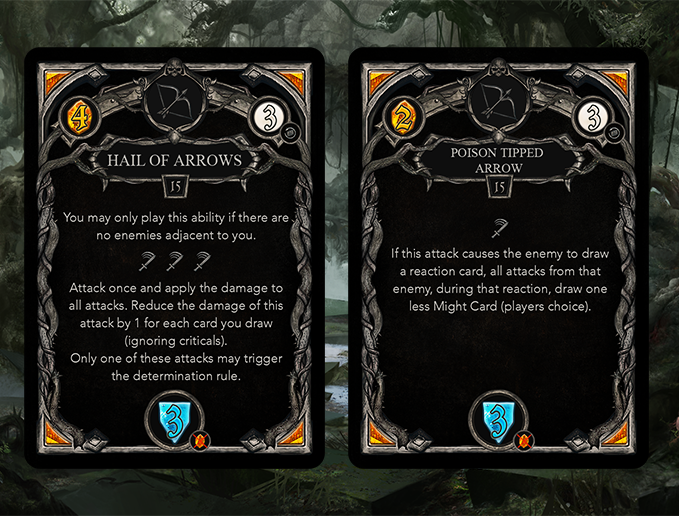 4
3
HAIL OF ARROWS
15
You may only play this ability if there are
no enemies adjacent to you.
Attack once and apply the damage to
all attacks. Reduce the damage of this
attack by 1 for each card you draw
(ignoring criticals).
Only one of these attacks may trigger
the determination rule.
3
2
3
POISON TIPPED
ARROW
15
If this attack causes the enemy to draw
a reaction card, all attacks from that
enemy, during that reaction, draw one
less Might Card (players choice).
3